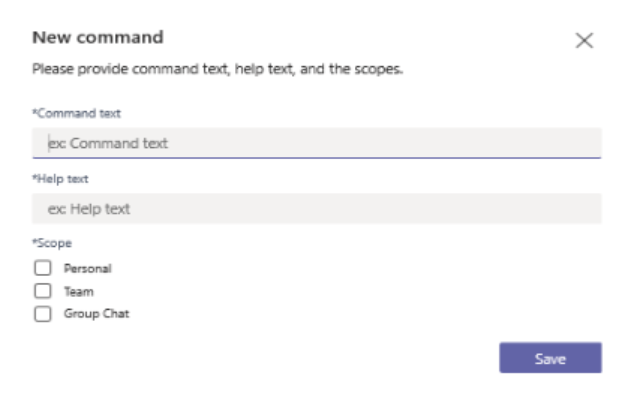 New command
Please provide command text, help text, and the scopes.
*Command text
ex: Command text
*Help text
ex: Help text
*Scope
Personal
Team
Group Chat
Save